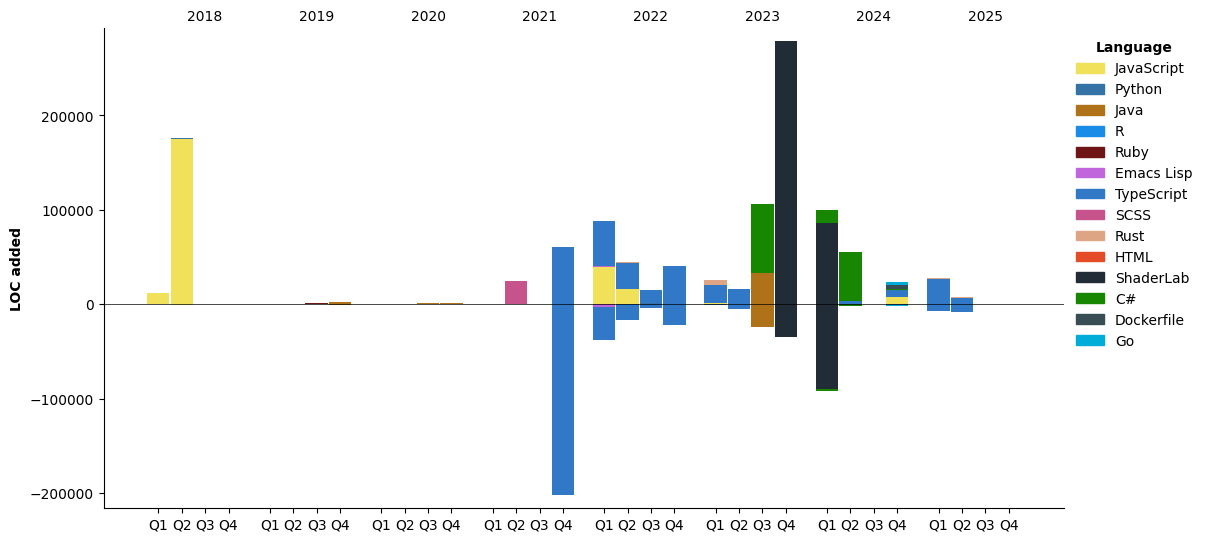 2018 2019 2020 2021 2022 2023 2024 2025
LOC added
200000
100000
0
−100000
−200000
Q1 Q2 Q3 Q4 Q1 Q2 Q3 Q4 Q1 Q2 Q3 Q4 Q1 Q2 Q3 Q4 Q1 Q2 Q3 Q4 Q1 Q2 Q3 Q4 Q1 Q2 Q3 Q4 Q1 Q2 Q3 Q4
Language
JavaScript
Python
Java
R
Ruby
Emacs Lisp
TypeScript
SCSS
Rust
HTML
ShaderLab
C#
Dockerfile
Go